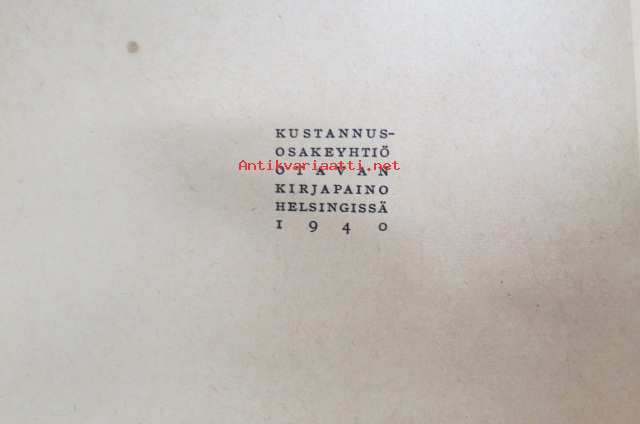 KUSTANNUS-
OSAKEYHTIÖ
Antikvariaatti.net
OTAVAN
KIRJAPAINO
HELSINGISSÄ
1940